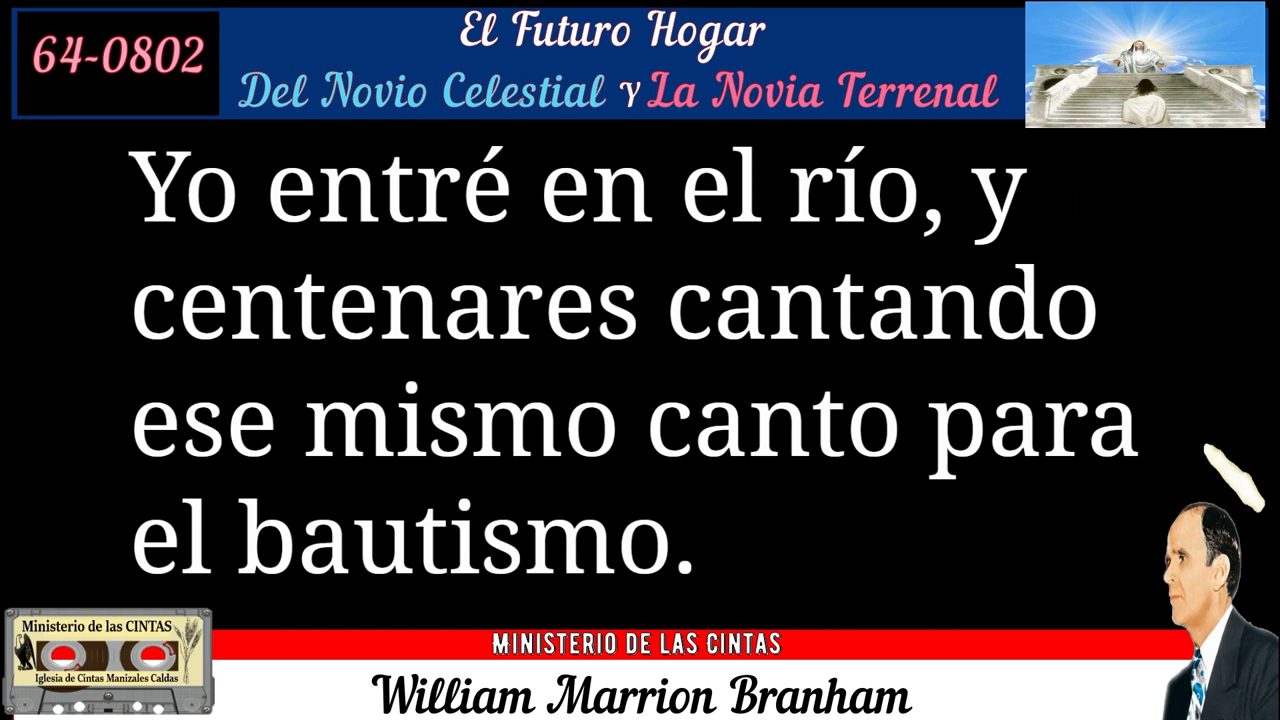 64-0802
El Futuro Hogar
Del Novio Celestial Y La Novia Terrenal
Yo entré en el río, y
centenares cantando
ese mismo canto para
el bautismo.
Ministerio de las CINTAS
Iglesia de Cintas Manizales Caldas
MINISTERIO DE LAS CINTAS
William Marrion Branham